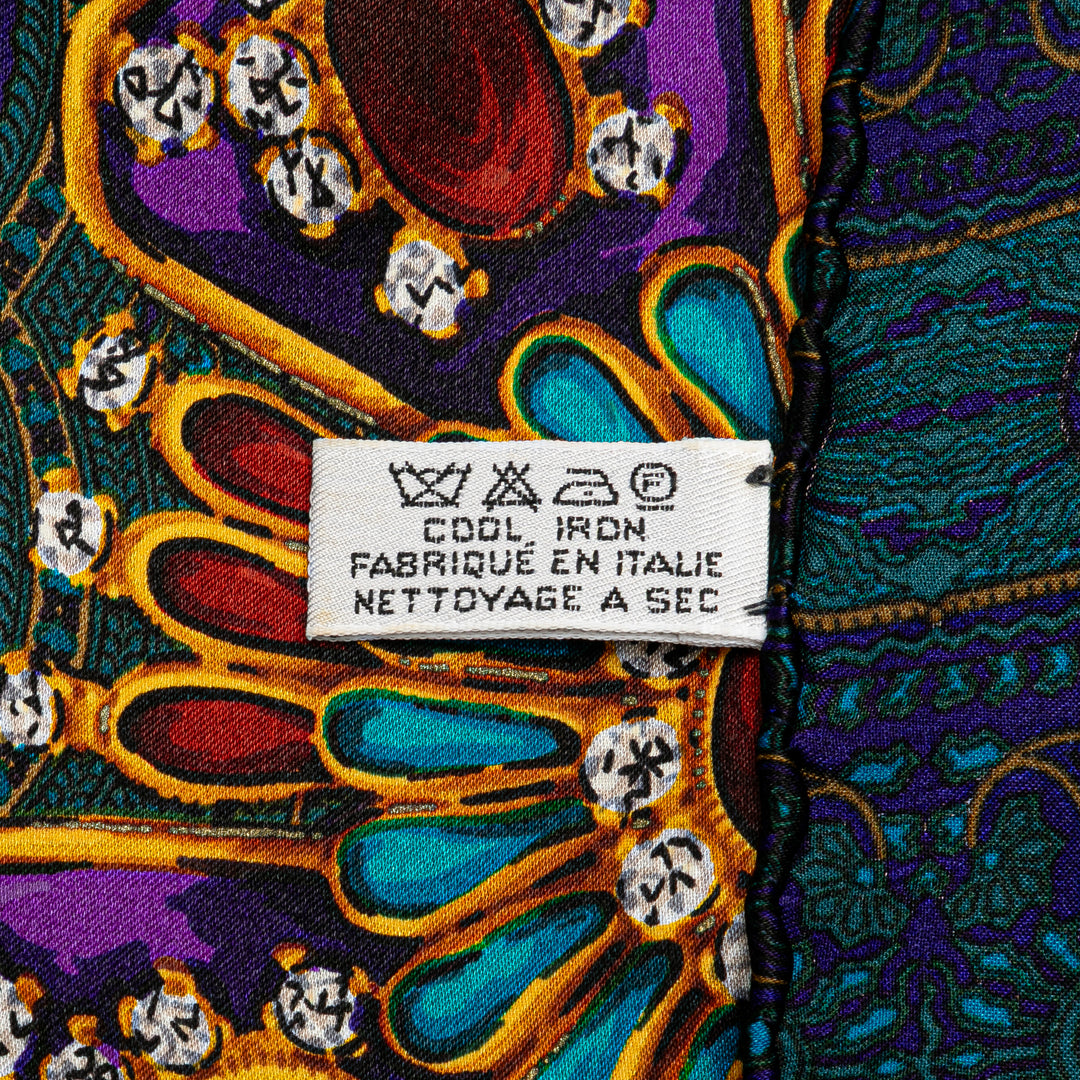 F
COOL IRON
FABRIQUÉ EN ITALIE
NETTOYAGE A SEC